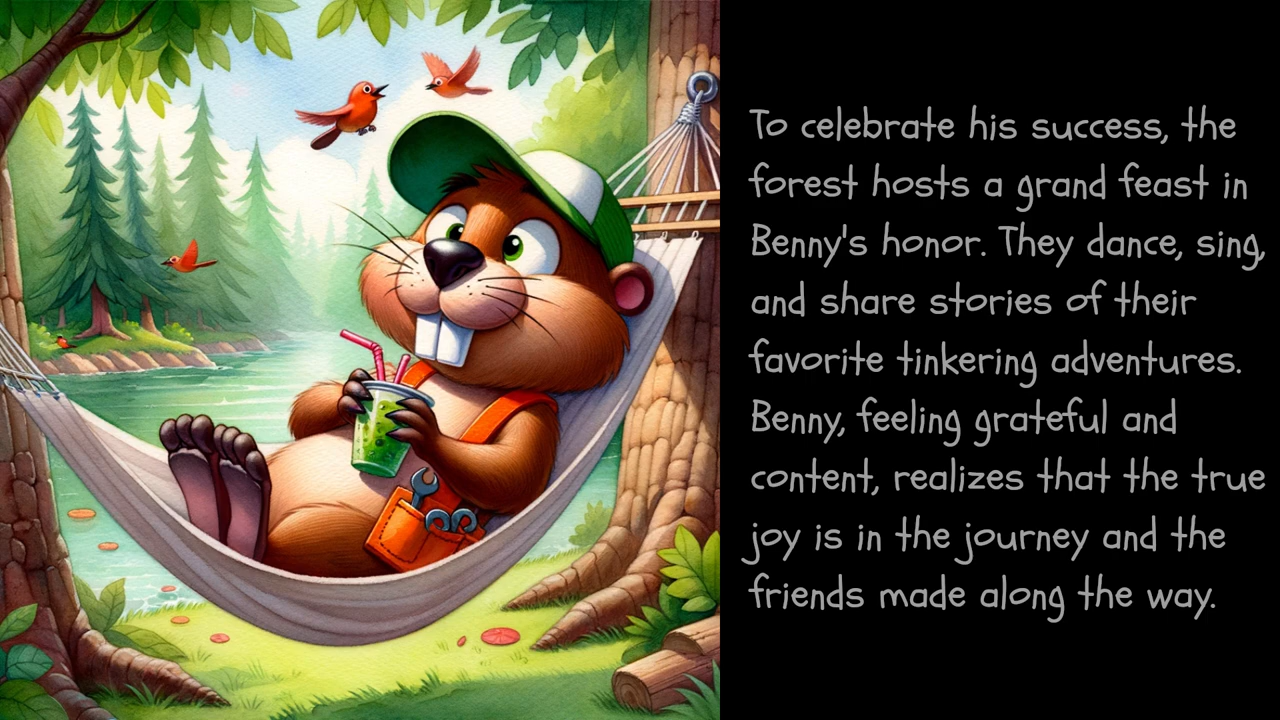 To celebrate his success, the
forest hosts a grand feast in
Benny's honor. They dance, sing,
and share stories of their
favorite tinkering adventures.
Benny, feeling grateful and
content, realizes that the true
joy is in the journey and the
friends made along the way.